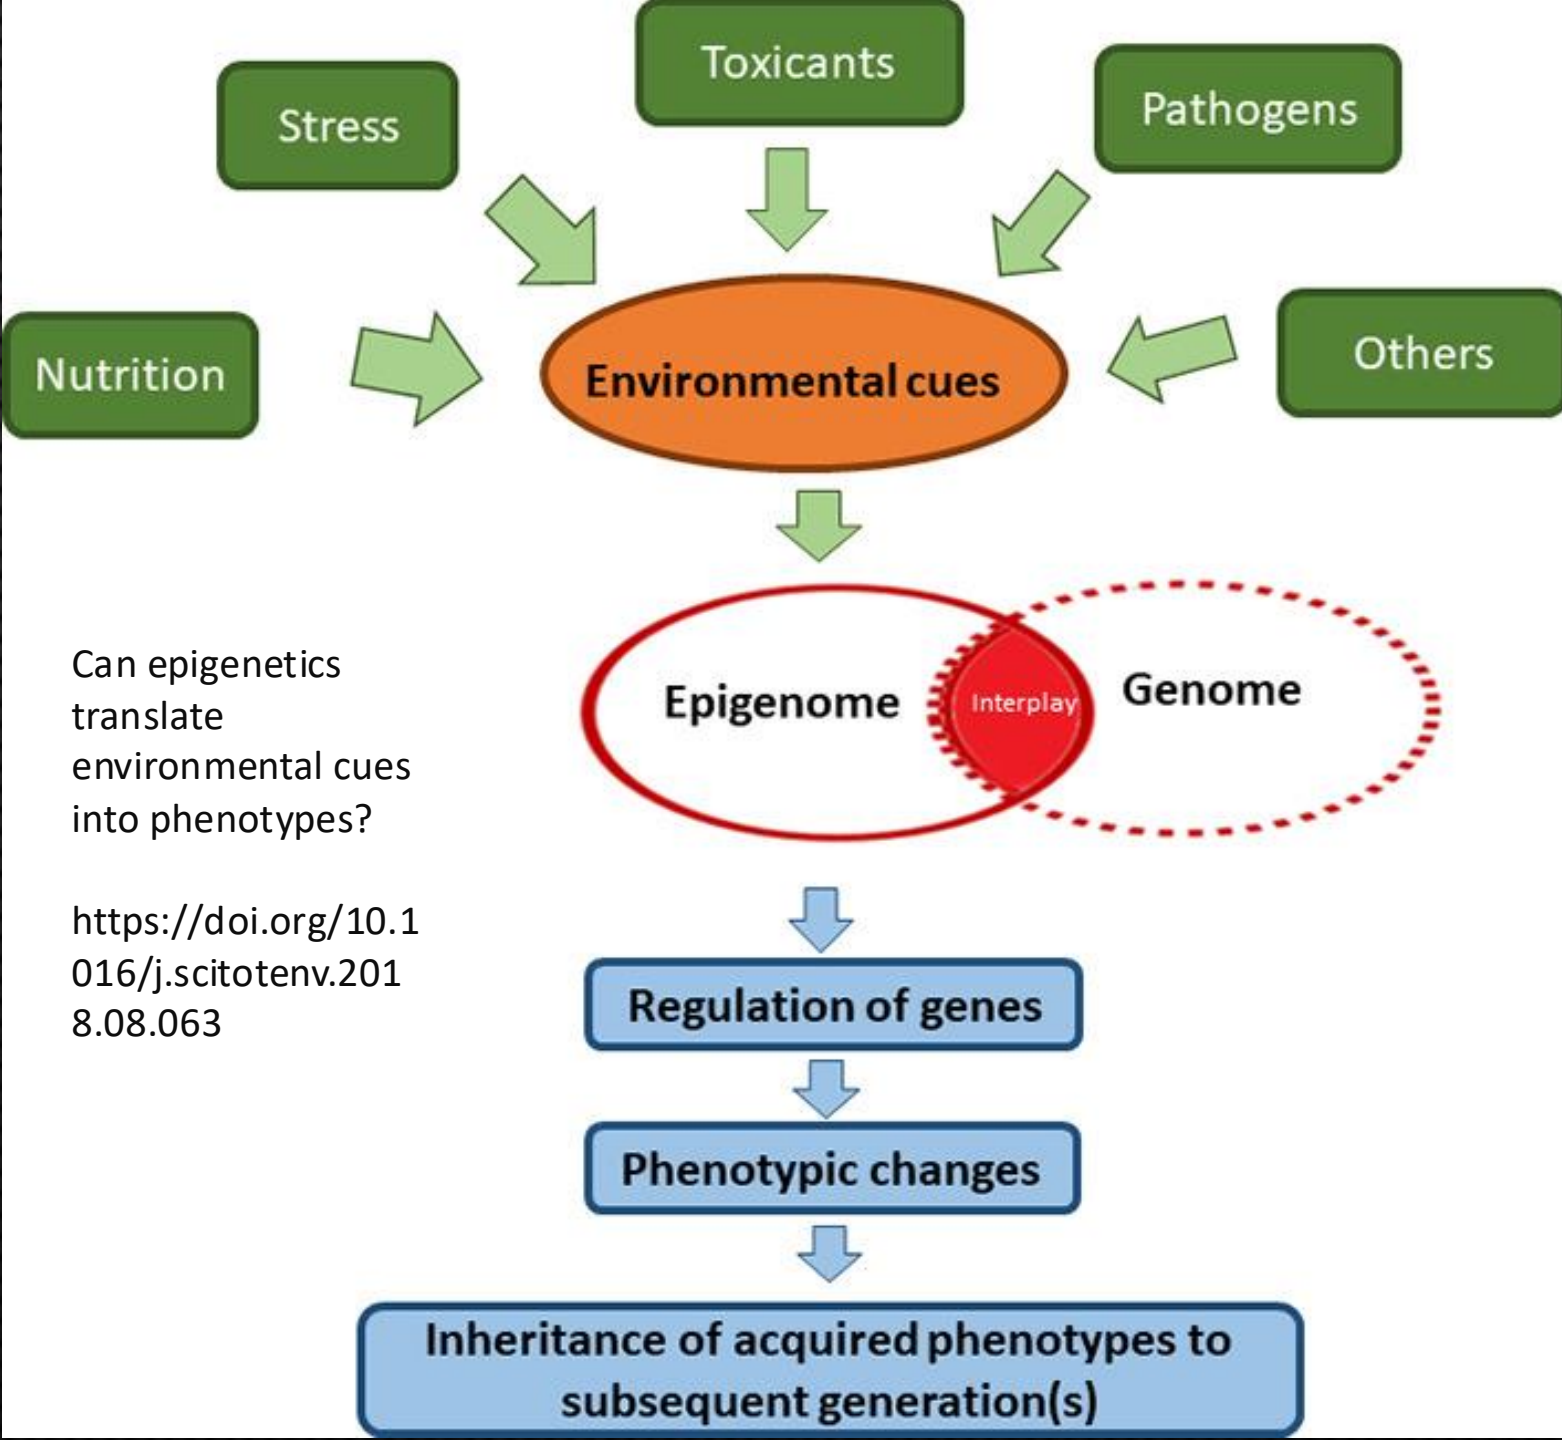 Toxicants
Stress
Pathogens
Nutrition
Others
Environmental cues
Epigenome
Interplay
Genome
Can epigenetics
translate
environmental cues
into phenotypes?
https://doi.org/10.1
016/j.scitotenv.201
8.08.063
Regulation of genes
Phenotypic changes
Inheritance of acquired phenotypes to
subsequent generation(s)